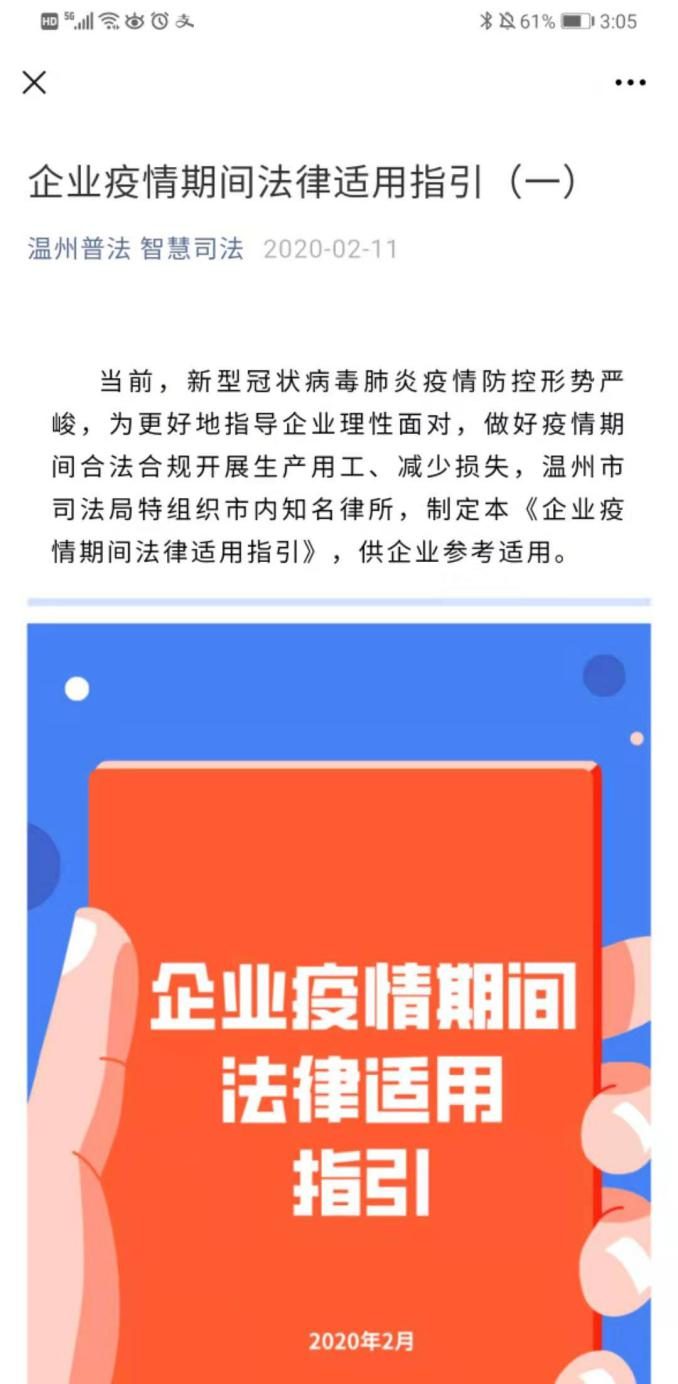 HD 5G 61% 3:05
企业疫情期间法律适用指引（一）
温州普法 智慧司法 2020-02-11
当前，新型冠状病毒肺炎疫情防控形势严
峻，为更好地指导企业理性面对，做好疫情期
间合法合规开展生产用工、减少损失，温州市
司法局特组织市内知名律所，制定本《企业疫
情期间法律适用指引》，供企业参考适用。
企业疫情期间
法律适用
指引
2020年2月